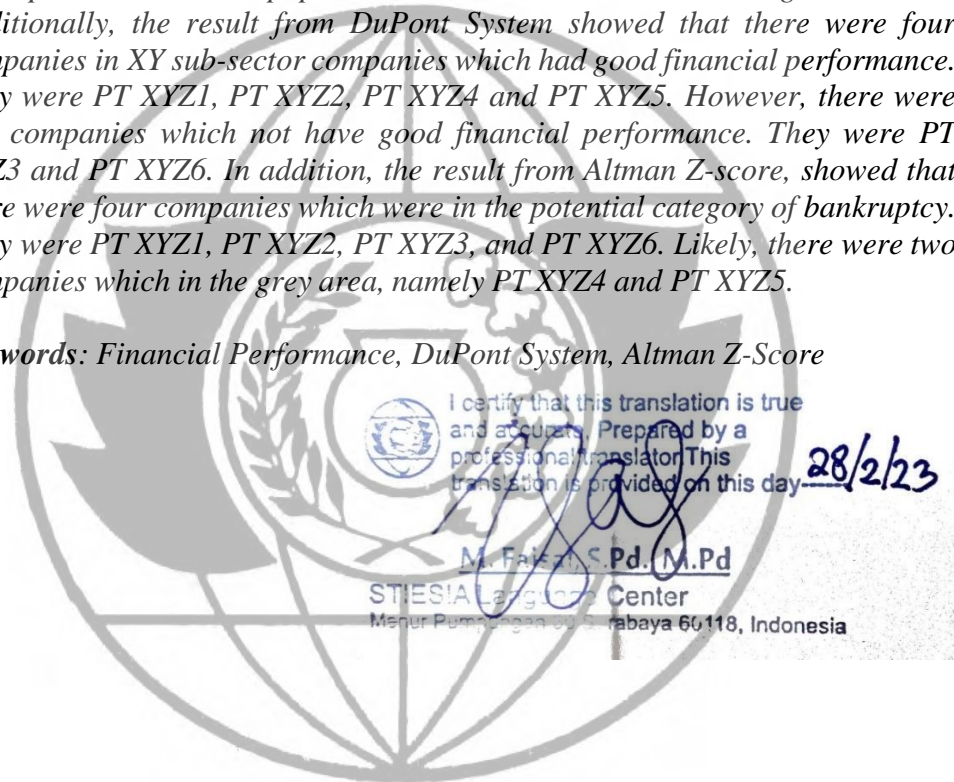 ditionally, the result from DuPont System showed that there were four
mpanies in XY sub-sector companies which had good financial performance.
y were PT XYZ1, PT XYZ2, PT XYZ4 and PT XYZ5. However, there were
companies which not have good financial performance. They were PT
Z3 and PT XYZ6. In addition, the result from Altman Z-score, showed that
re were four companies which were in the potential category of bankruptcy.
y were PT XYZ1, PT XYZ2, PT XYZ3, and PT XYZ6. Likely, there were two
mpanies which in the grey area, namely PT XYZ4 and PT XYZ5.
words: Financial Performance, DuPont System, Altman Z-Score
I certify that this translation is true
and accurate. Prepared by a
professional translator. This
translation is provided on this day 28/2/23
M. Faisal, S.Pd., M.Pd
STIESIA Language Center
Menur rabaya 60118, Indonesia